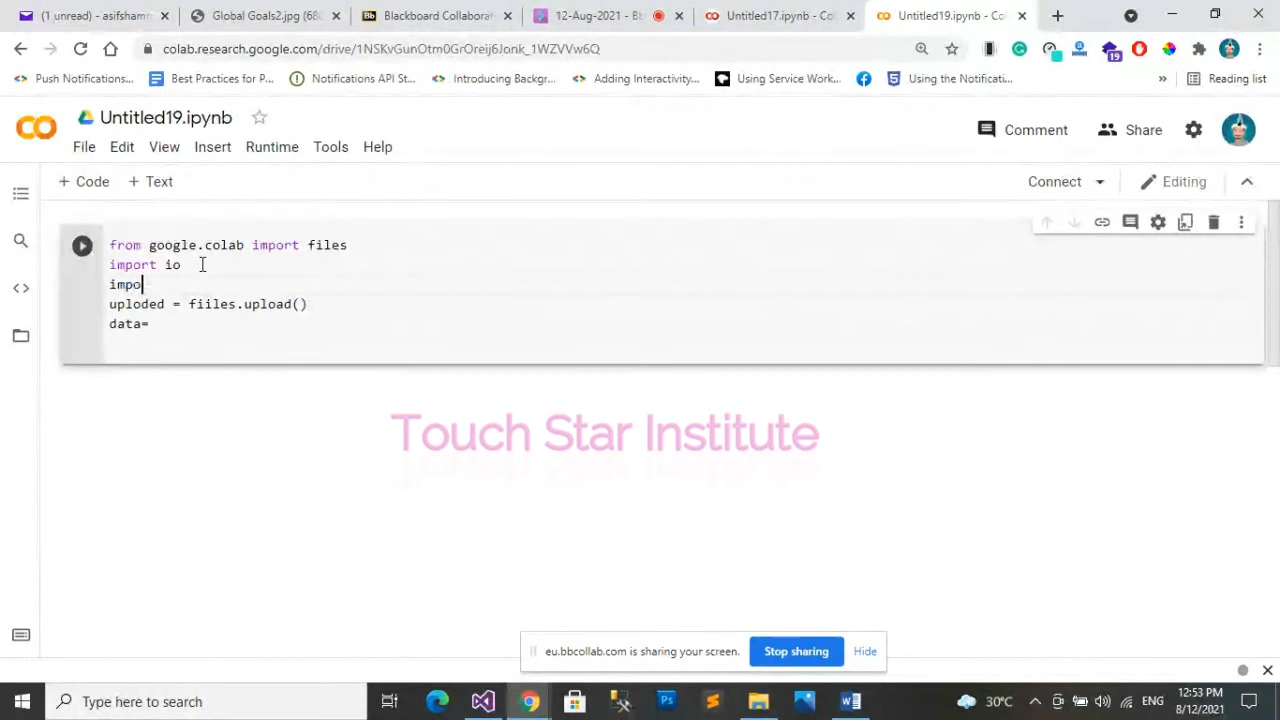 (1 unread) - asifsham
Global Goals2.jpg (680
Blackboard Collabora
12-Aug-2021 - Bb
Untitled17.ipynb - Co
Untitled19.ipynb - Co
colab.research.google.com/drive/1NSKvGunOtm0GrOreij6Jonk_1WZVVw6Q
Push Notifications...
Best Practices for P...
Notifications API St...
Introducing Backgr...
Adding Interactivity...
Using Service Work...
Using the Notificati...
»
Reading list
19
Untitled19.ipynb
Comment
Share
File Edit View Insert Runtime Tools Help
+ Code + Text
Connect
Editing
from google.colab import files
import io
impo
uploded = fiiles.upload()
data=
Touch Star Institute
eu.bbcollab.com is sharing your screen.
Stop sharing
Hide
Type here to search
30°C
ENG
12:53 PM
8/12/2021